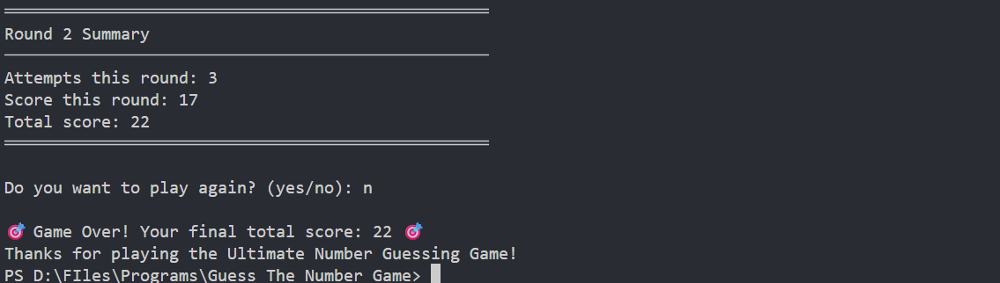 Round 2 Summary
Attempts this round: 3
Score this round: 17
Total score: 22
Do you want to play again? (yes/no): n
🎯 Game Over! Your final total score: 22 🎯
Thanks for playing the Ultimate Number Guessing Game!
PS D:\FIles\Programs\Guess The Number Game>